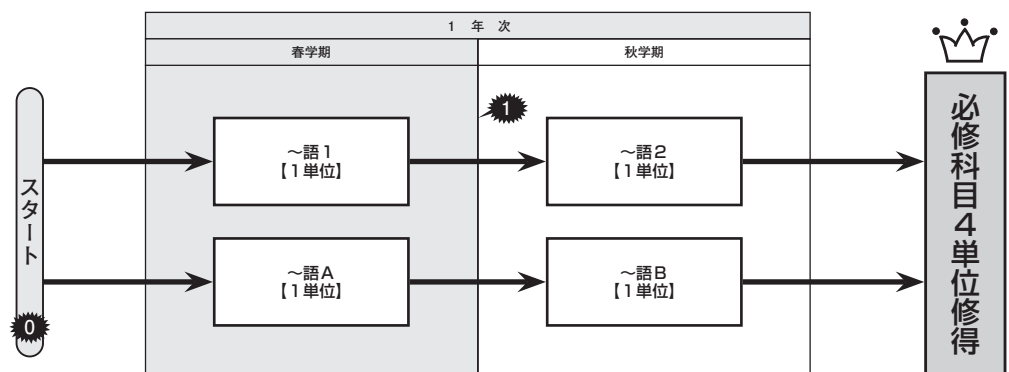 1 年 次
春学期
秋学期
1
～語1
【1単位】
～語2
【1単位】
スタート
～語A
【1単位】
～語B
【1単位】
0
必修科目4単位修得